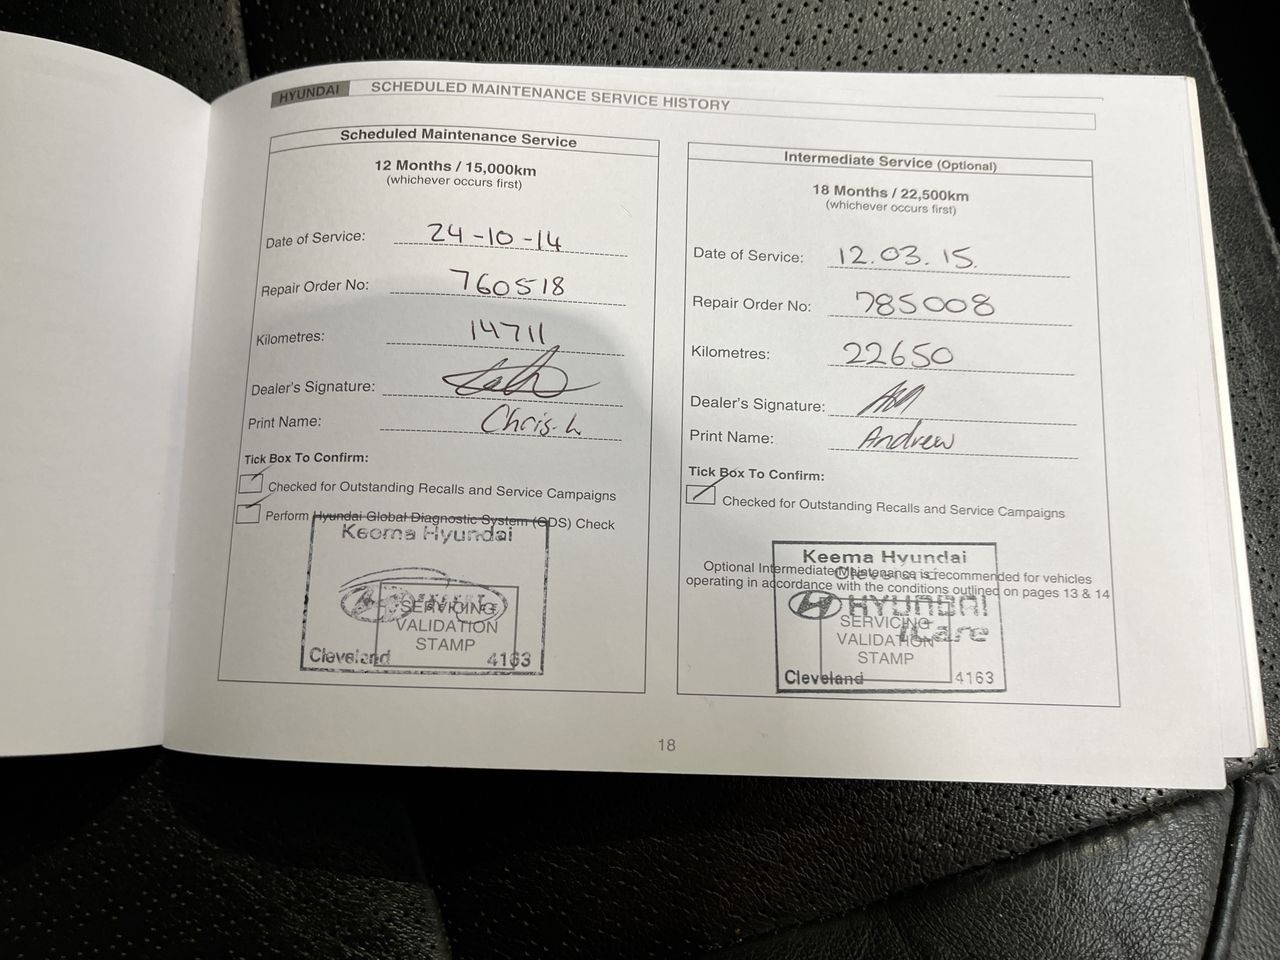 HYUNDAI SCHEDULED MAINTENANCE SERVICE HISTORY
Scheduled Maintenance Service
12 Months / 15,000km
(whichever occurs first)
Date of Service: 24-10-14
Repair Order No: 760518
Kilometres: 14711
Dealer's Signature:
Print Name: Chris. L
Tick Box To Confirm:
Checked for Outstanding Recalls and Service Campaigns
Perform Hyundai Global Diagnostic System (GDS) Check
Keema Hyundai
SERVICING
VALIDATION
STAMP
Cleveland 4163
Intermediate Service (Optional)
18 Months / 22,500km
(whichever occurs first)
Date of Service: 12.03.15.
Repair Order No: 785008
Kilometres: 22650
Dealer's Signature:
Print Name: Andrew
Tick Box To Confirm:
Checked for Outstanding Recalls and Service Campaigns
Optional Intermediate Maintenance is recommended for vehicles
operating in accordance with the conditions outlined on pages 13 & 14
Keema Hyundai
Cleveland
HYUNDAI
iCare
SERVICING
VALIDATION
STAMP
Cleveland 4163
18